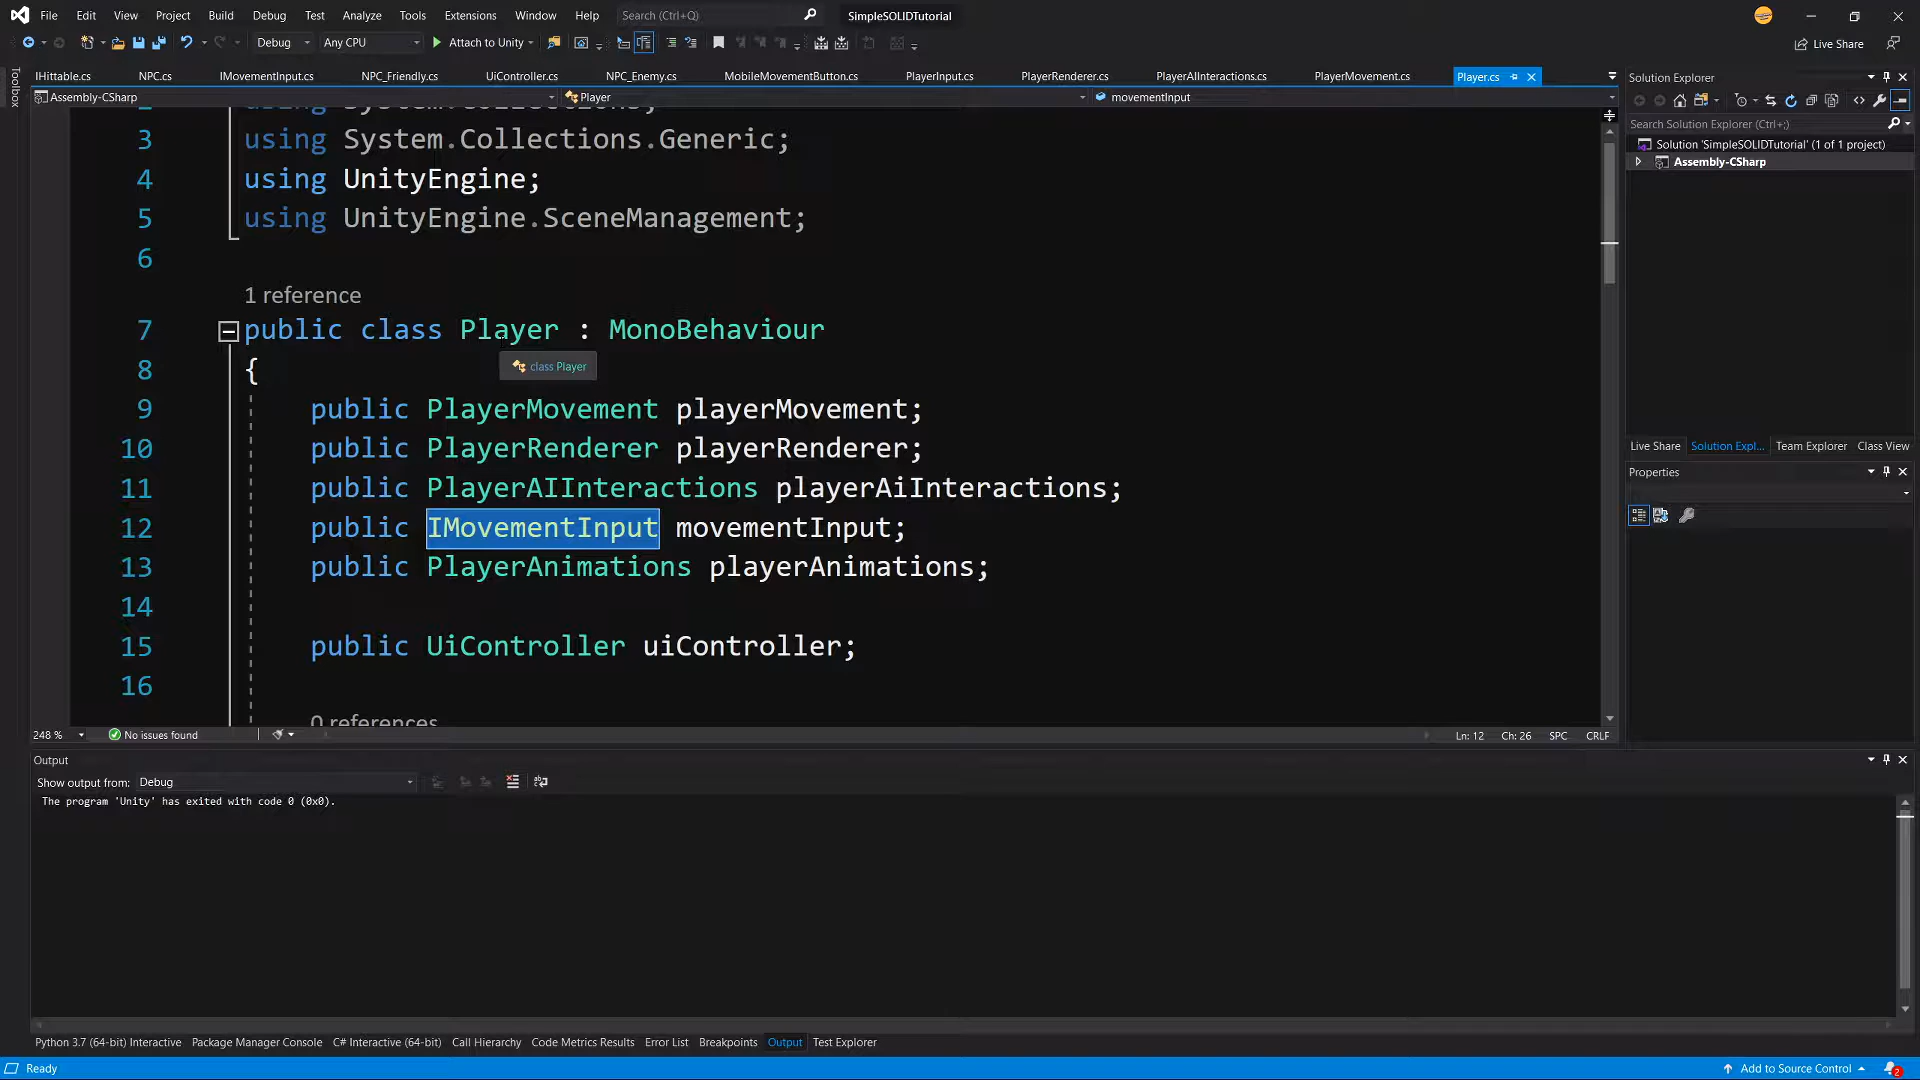 File Edit View Project Build Debug Test Analyze Tools Extensions Window Help Search (Ctrl+Q) SimpleSOLIDTutorial
Debug Any CPU Attach to Unity Live Share
IHittable.cs NPC.cs IMovementInput.cs NPC_Friendly.cs UiController.cs NPC_Enemy.cs MobileMovementButton.cs PlayerInput.cs PlayerRenderer.cs PlayerAIInteractions.cs PlayerMovement.cs Player.cs
Toolbox
Assembly-CSharp Player movementInput
2 using System.Collections;
3 using System.Collections.Generic;
4 using UnityEngine;
5 using UnityEngine.SceneManagement;
6
1 reference
7 public class Player : MonoBehaviour
8 {
class Player
9 public PlayerMovement playerMovement;
10 public PlayerRenderer playerRenderer;
11 public PlayerAIInteractions playerAiInteractions;
12 public IMovementInput movementInput;
13 public PlayerAnimations playerAnimations;
14
15 public UiController uiController;
16
0 references
248 % No issues found Ln: 12 Ch: 26 SPC CRLF
Solution Explorer
Search Solution Explorer (Ctrl+;)
Solution 'SimpleSOLIDTutorial' (1 of 1 project)
Assembly-CSharp
Live Share Solution Expl... Team Explorer Class View
Properties
Output
Show output from: Debug
The program 'Unity' has exited with code 0 (0x0).
Python 3.7 (64-bit) Interactive Package Manager Console C# Interactive (64-bit) Call Hierarchy Code Metrics Results Error List Breakpoints Output Test Explorer
Ready Add to Source Control 2